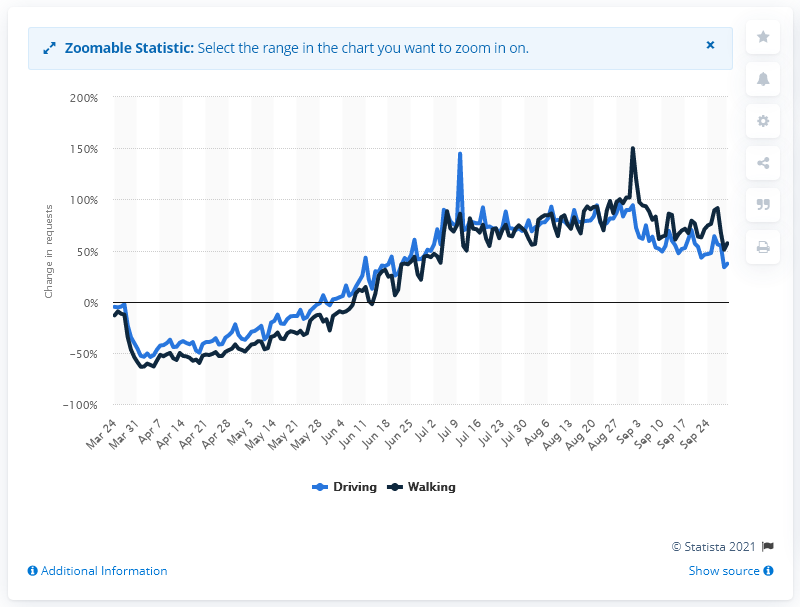 Zoomable Statistic: Select the range in the chart you want to zoom in on.
200%
150%
100%
50%
0%
−50%
−100%
Change in requests
Mar 24
Mar 31
Apr 7
Apr 14
Apr 21
Apr 28
May 5
May 14
May 21
May 28
Jun 4
Jun 11
Jun 18
Jun 25
Jul 2
Jul 9
Jul 16
Jul 23
Jul 30
Aug 6
Aug 13
Aug 20
Aug 27
Sep 3
Sep 10
Sep 17
Sep 24
Driving Walking
© Statista 2021
Additional Information Show source